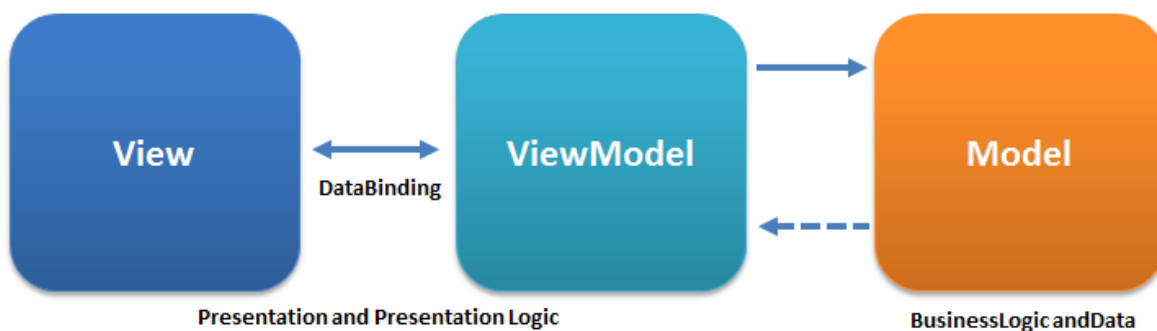 View
ViewModel
Model
DataBinding
Presentation and Presentation Logic
BusinessLogic andData